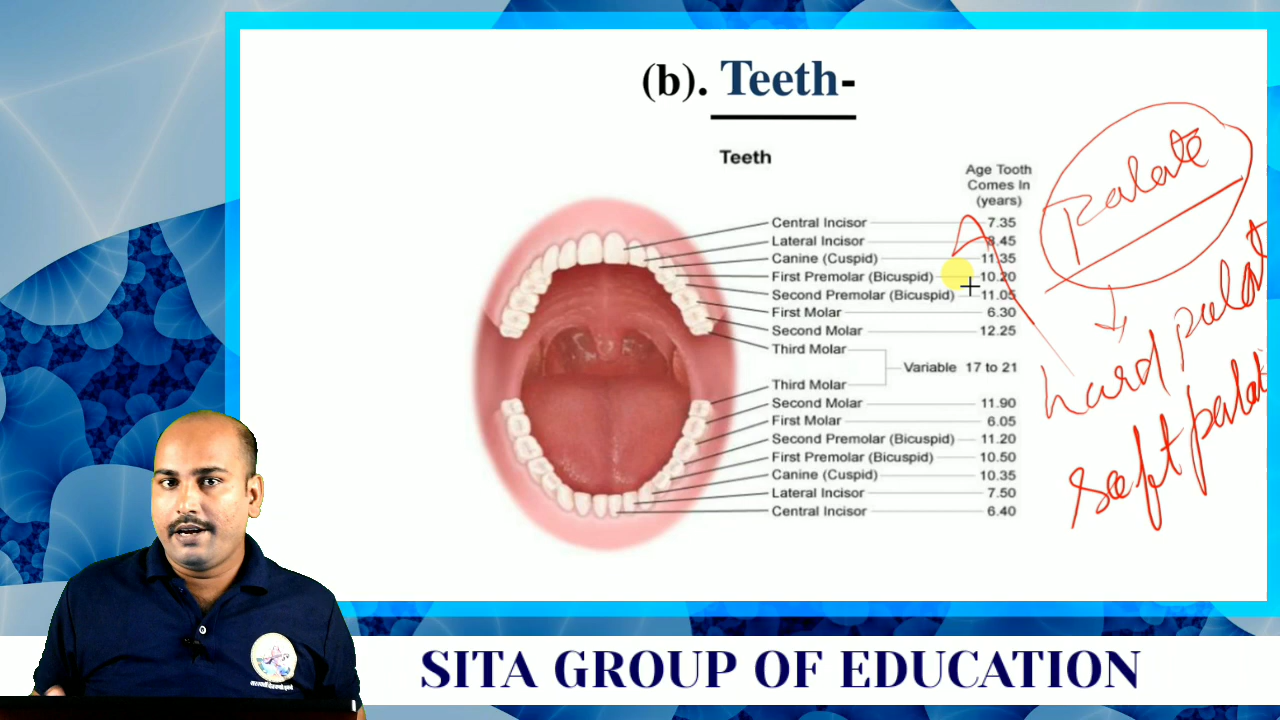 (b). Teeth-
Teeth
Age Tooth
Comes In
(years)
Central Incisor 7.35
Lateral Incisor 8.45
Canine (Cuspid) 11.35
First Premolar (Bicuspid) 10.20
Second Premolar (Bicuspid) 11.05
First Molar 6.30
Second Molar 12.25
Third Molar
Variable 17 to 21
Third Molar
Second Molar 11.90
First Molar 6.05
Second Premolar (Bicuspid) 11.20
First Premolar (Bicuspid) 10.50
Canine (Cuspid) 10.35
Lateral Incisor 7.50
Central Incisor 6.40
Palate
hard palat
soft palat
SITA GROUP OF EDUCATION